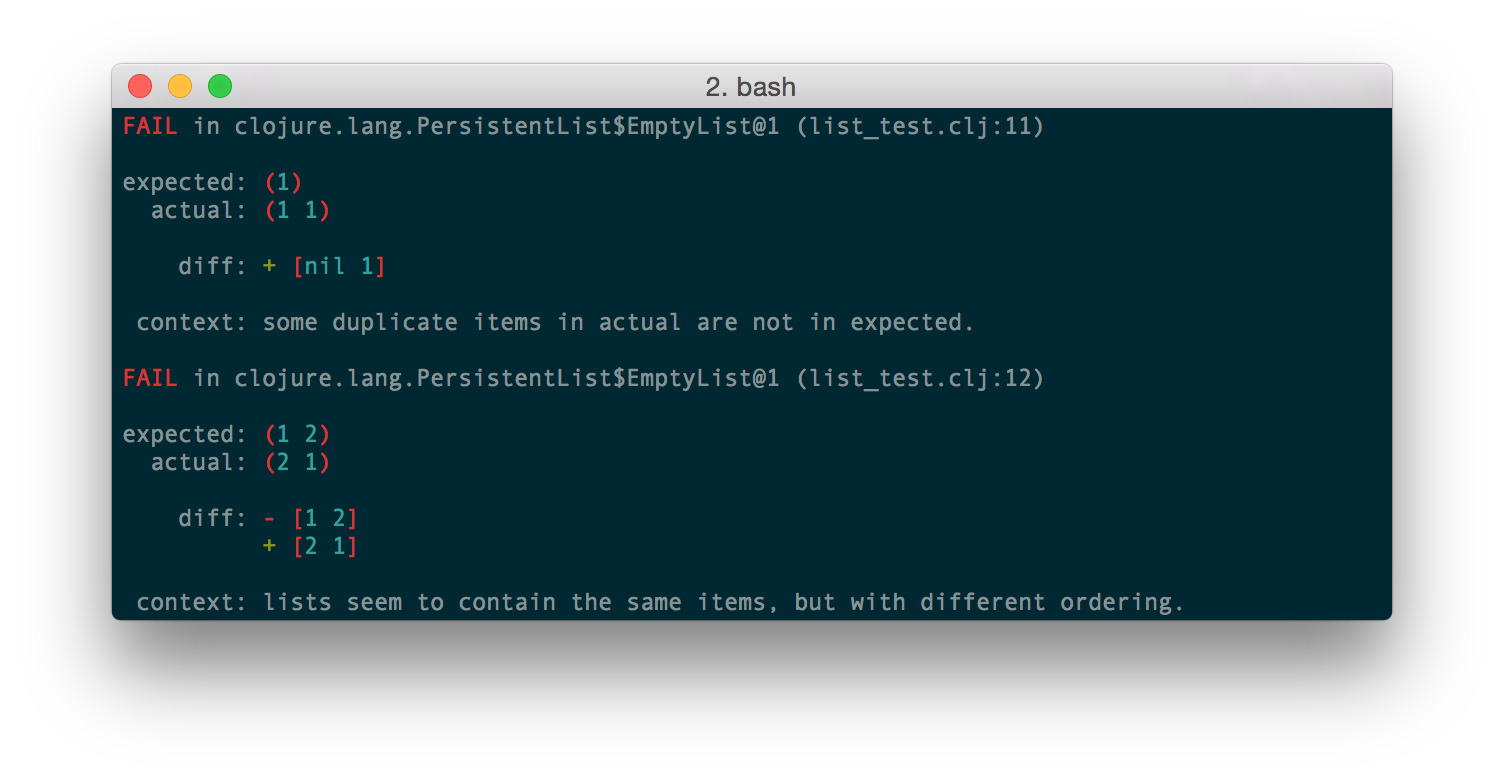 2. bash
FAIL in clojure.lang.PersistentList$EmptyList@1 (list_test.clj:11)
expected: (1)
actual: (1 1)
diff: + [nil 1]
context: some duplicate items in actual are not in expected.
FAIL in clojure.lang.PersistentList$EmptyList@1 (list_test.clj:12)
expected: (1 2)
actual: (2 1)
diff: - [1 2]
+ [2 1]
context: lists seem to contain the same items, but with different ordering.